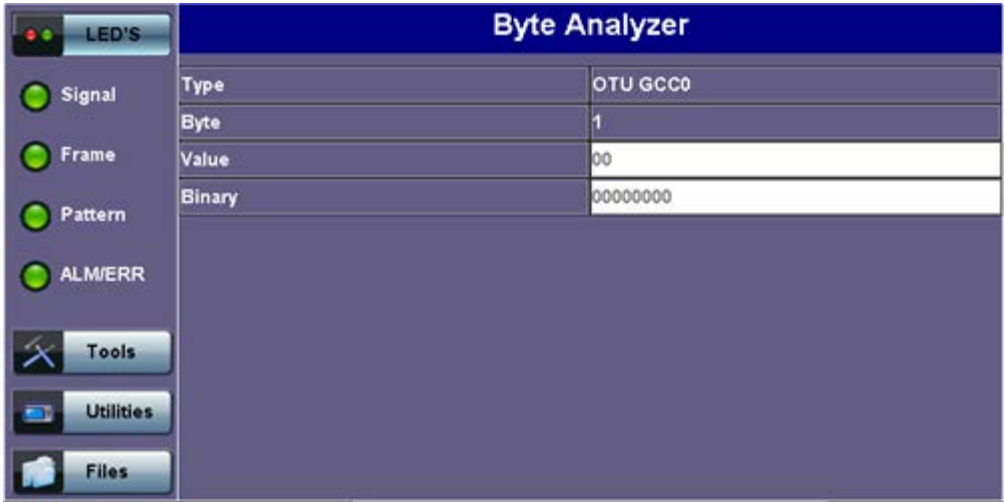 LED'S
Signal
Frame
Pattern
ALM/ERR
Tools
Utilities
Files
Byte Analyzer
Type OTU GCC0
Byte 1
Value 00
Binary 00000000